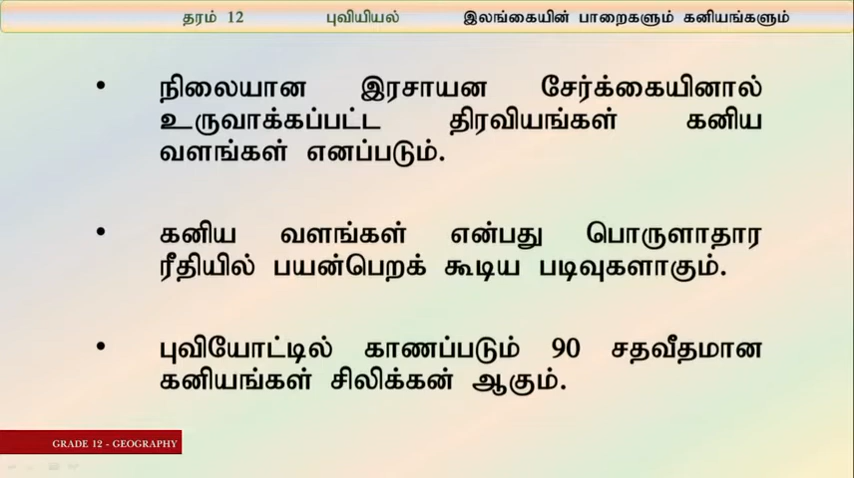 தரம் 12 புவியியல் இலங்கையின் பாறைகளும் கனியங்களும்
• நிலையான இரசாயன சேர்க்கையினால்
உருவாக்கப்பட்ட திரவியங்கள் கனிய
வளங்கள் எனப்படும்.
• கனிய வளங்கள் என்பது பொருளாதார
ரீதியில் பயன்பெறக் கூடிய படிவுகளாகும்.
• புவியோட்டில் காணப்படும் 90 சதவீதமான
கனியங்கள் சிலிக்கன் ஆகும்.
GRADE 12 - GEOGRAPHY